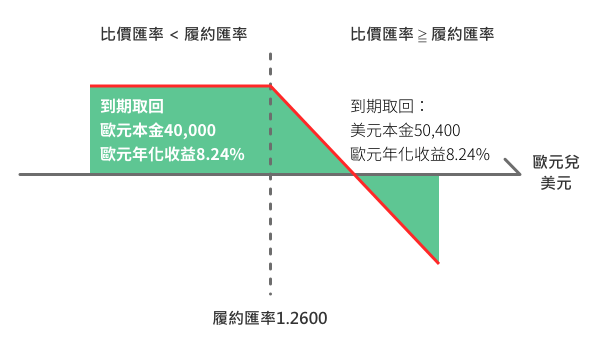 比價匯率 < 履約匯率
比價匯率 ≧ 履約匯率
到期取回
歐元本金40,000
歐元年化收益8.24%
到期取回：
美元本金50,400
歐元年化收益8.24%
歐元兌
美元
履約匯率1.2600